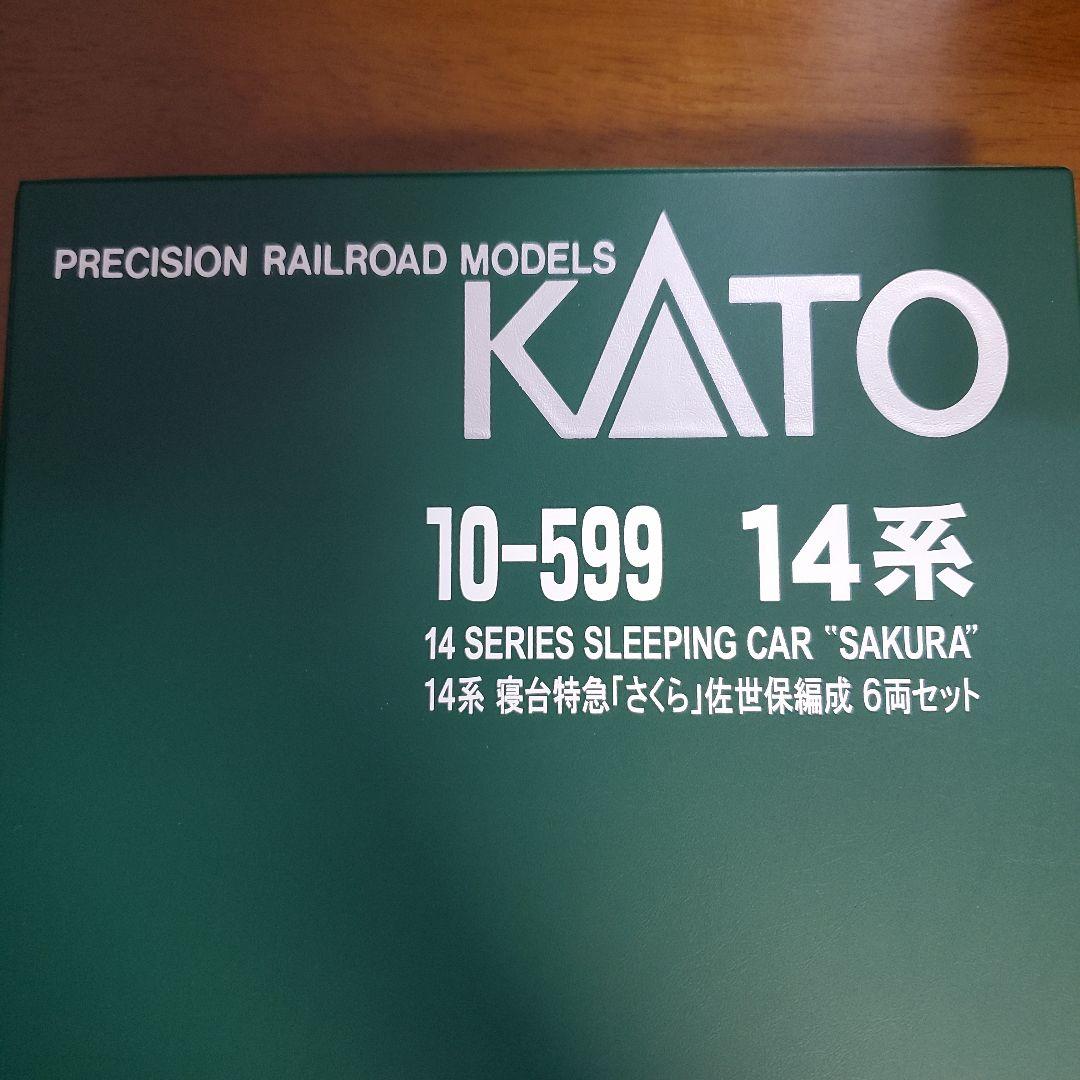 PRECISION RAILROAD MODELS
KATO
10-599 14系
14 SERIES SLEEPING CAR "SAKURA"
14系 寝台特急「さくら」佐世保編成 6両セット